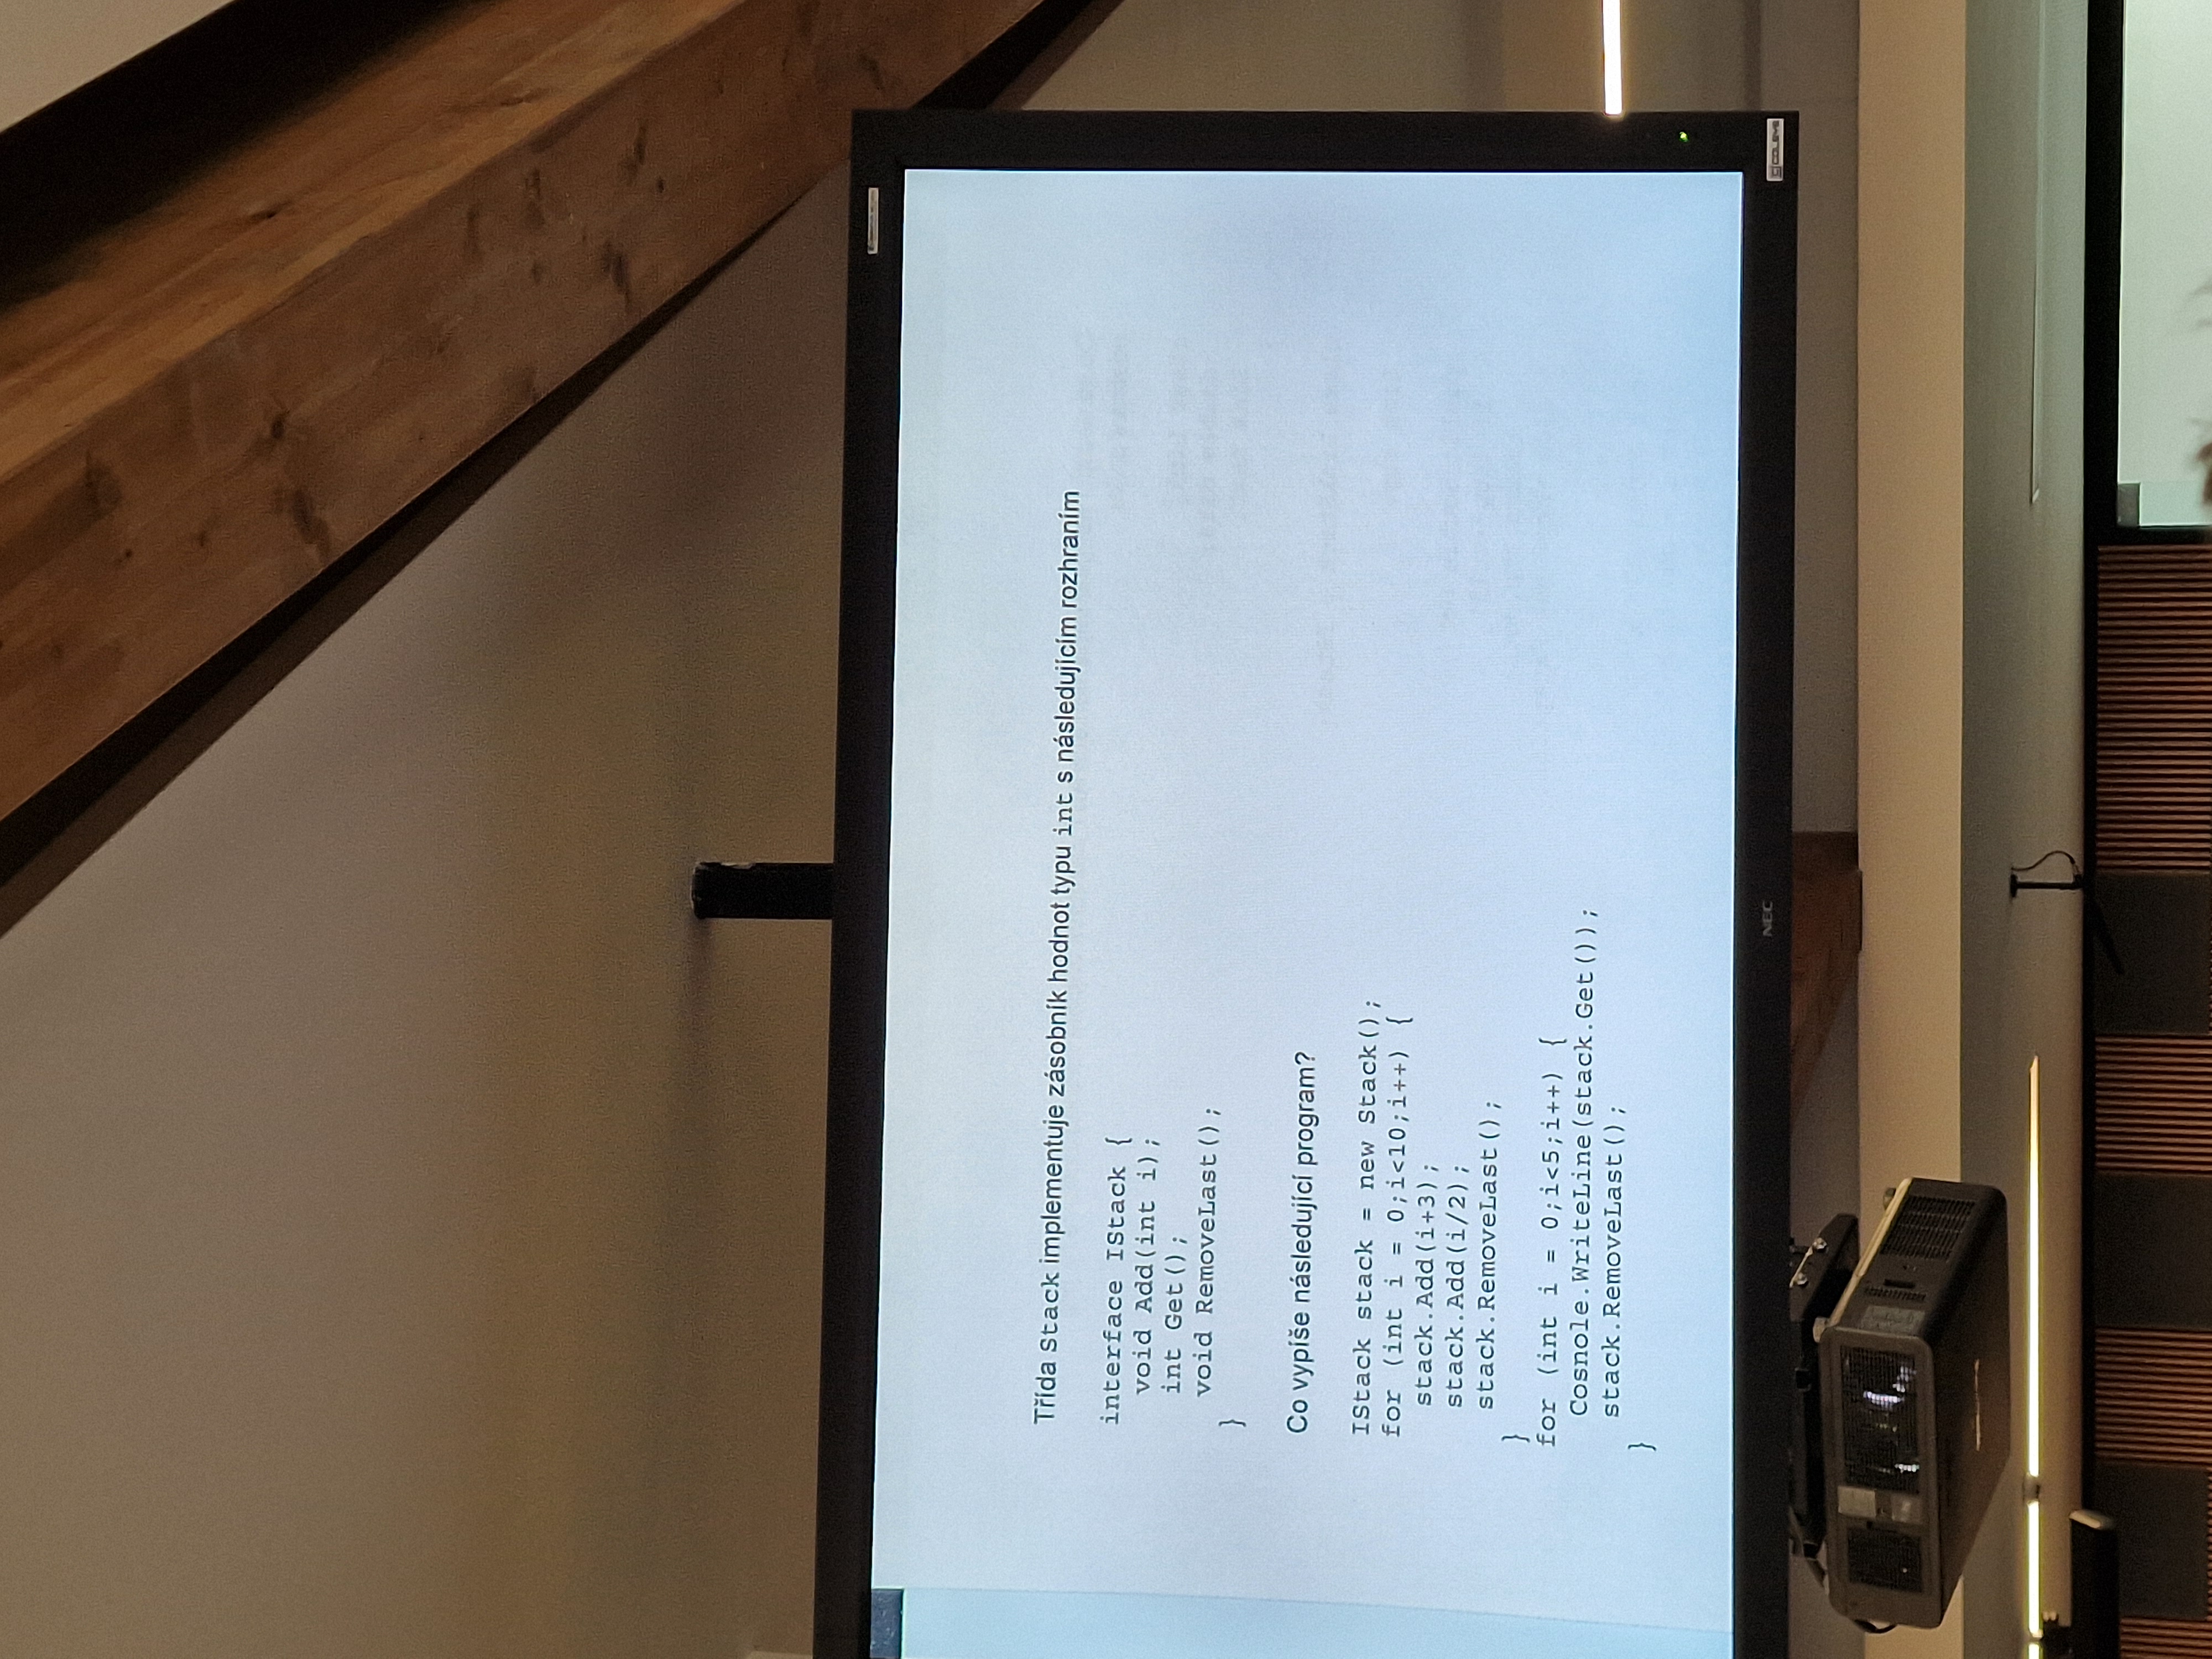 Třída Stack implementuje zásobník hodnot typu int s následujícím rozhraním
interface IStack {
void Add(int i);
int Get();
void RemoveLast();
}
Co vypíše následující program?
IStack stack = new Stack();
for (int i = 0;i<10;i++) {
stack.Add(i+3);
stack.Add(i/2);
stack.RemoveLast();
}
for (int i = 0;i<5;i++) {
Cosnole.WriteLine(stack.Get());
stack.RemoveLast();
}
NEC